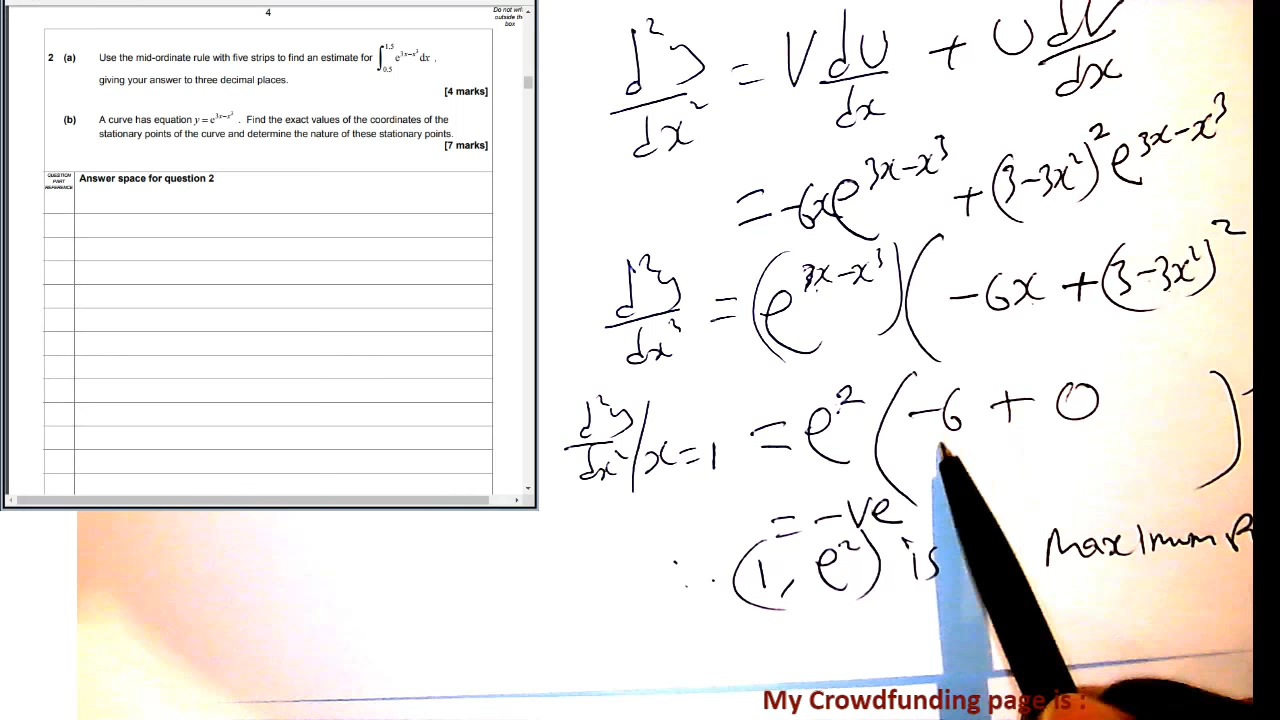 4
Do not write
outside the
box
2 (a) Use the mid-ordinate rule with five strips to find an estimate for ∫_{0.5}^{1.5} e^{3x−x³} dx ,
giving your answer to three decimal places.
[4 marks]
(b) A curve has equation y = e^{3x−x³} . Find the exact values of the coordinates of the
stationary points of the curve and determine the nature of these stationary points.
[7 marks]
QUESTION
PART
REFERENCE
Answer space for question 2
d²y/dx² = V dU/dx + U dV/dx
= -6x e^{3x-x³} + (3-3x²)² e^{3x-x³}
d²y/dx² = (e^{3x-x³}) ( -6x + (3-3x²)²
d²y/dx² / x=1 = e² ( -6 + 0 )
= -ve
∴ (1, e²) is Maximum
My Crowdfunding page is :